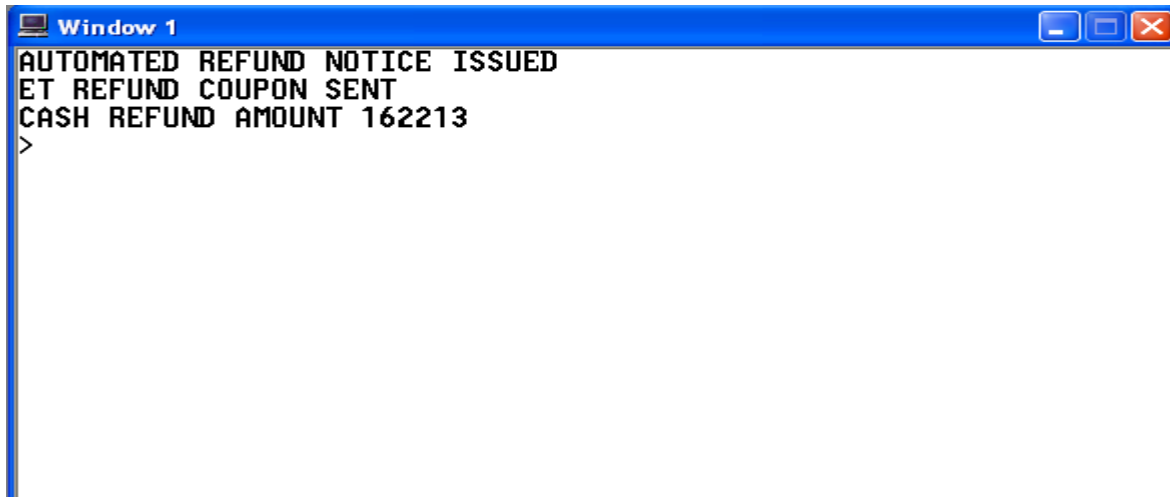 Window 1
AUTOMATED REFUND NOTICE ISSUED
ET REFUND COUPON SENT
CASH REFUND AMOUNT 162213
>